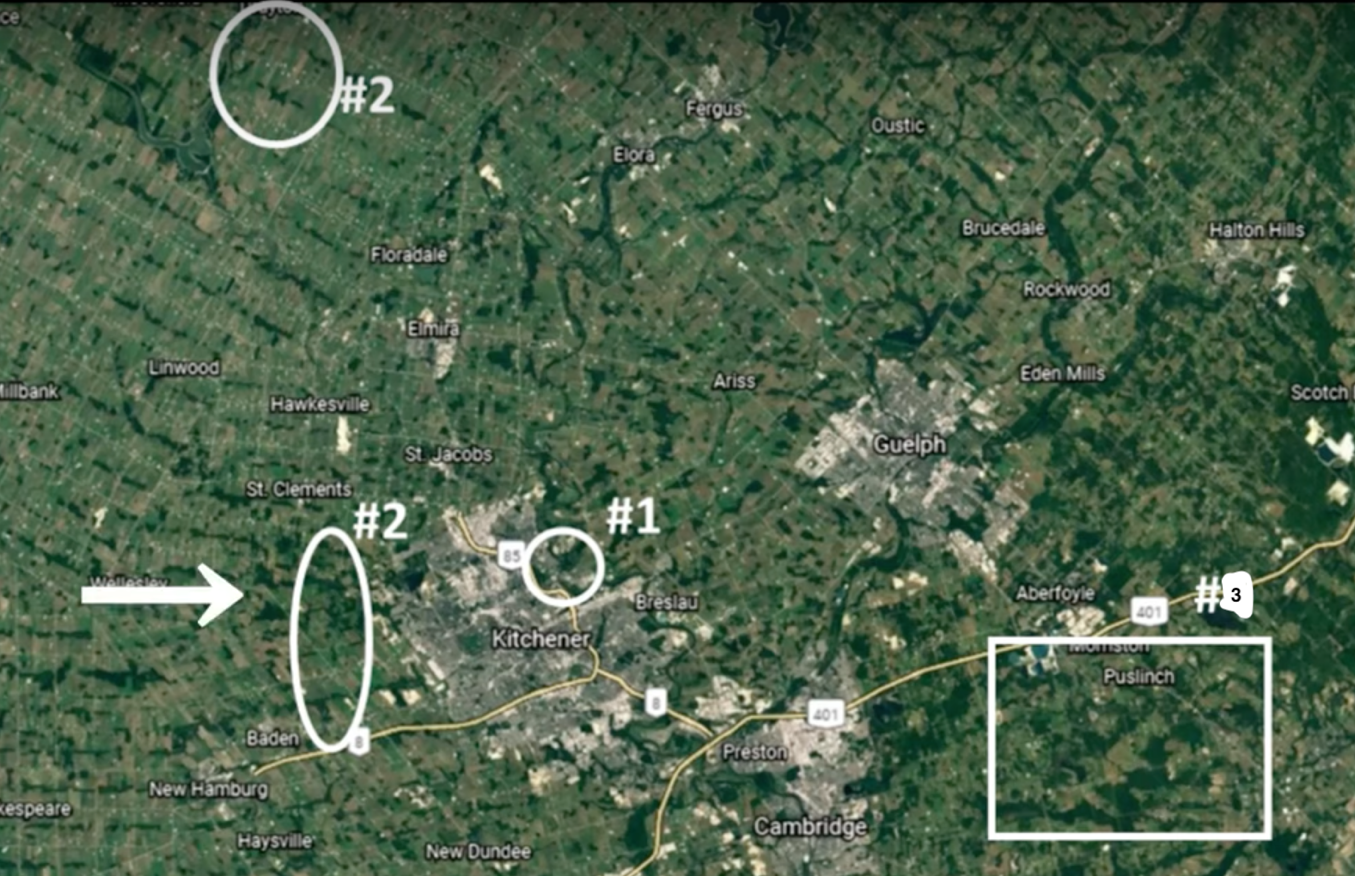 #2
Fergus
Oustic
Elora
Brucedale
Halton Hills
Floradale
Rockwood
Elmira
Linwood
Ariss
Eden Mills
Millbank
Hawkesville
Scotch
Guelph
St. Jacobs
St. Clements
#2
#1
85
Wellesley
Breslau
Aberfoyle
#3
401
Kitchener
Morriston
Puslinch
8
401
Baden
8
Preston
New Hamburg
kespeare
Cambridge
Haysville
New Dundee